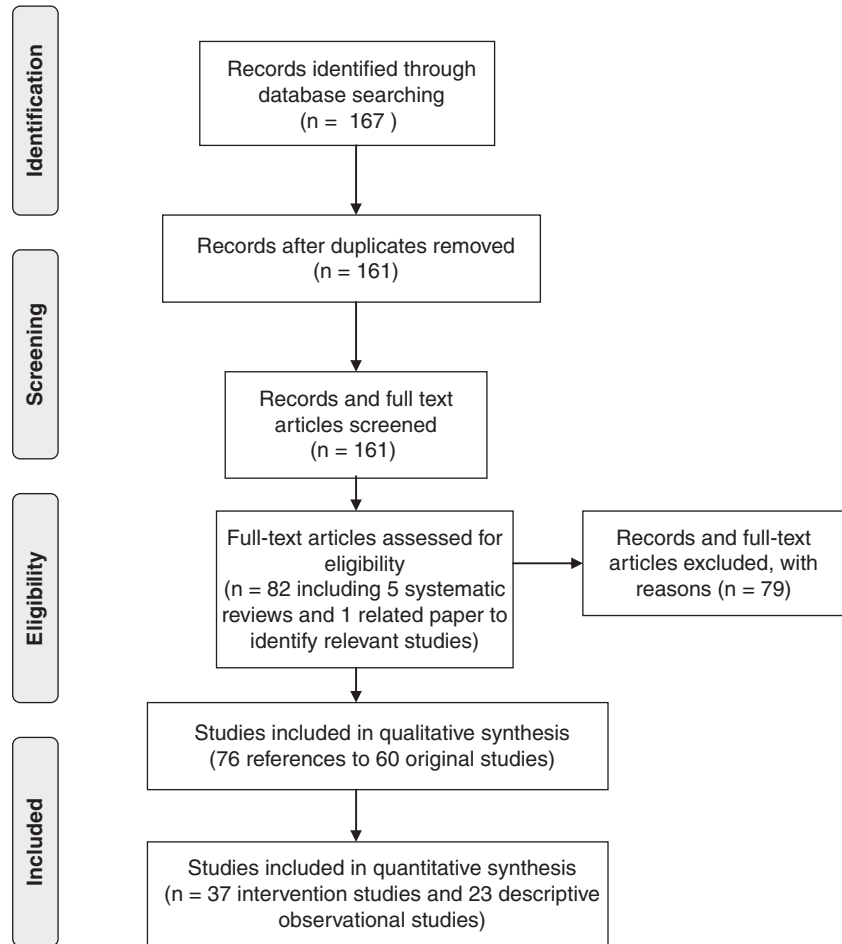 Identification
Records identified through
database searching
(n = 167 )
Records after duplicates removed
(n = 161)
Screening
Records and full text
articles screened
(n = 161)
Eligibility
Full-text articles assessed for
eligibility
(n = 82 including 5 systematic
reviews and 1 related paper to
identify relevant studies)
Records and full-text
articles excluded, with
reasons (n = 79)
Included
Studies included in qualitative synthesis
(76 references to 60 original studies)
Studies included in quantitative synthesis
(n = 37 intervention studies and 23 descriptive
observational studies)